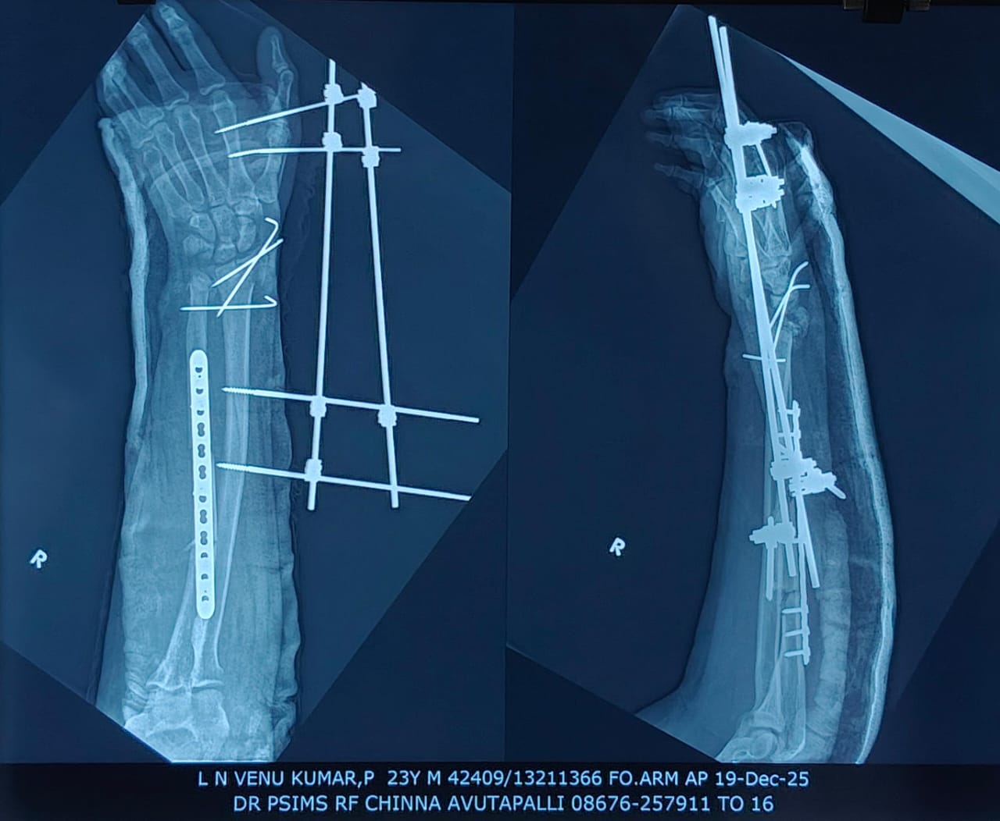 R
R
L N VENU KUMAR,P 23Y M 42409/13211366 FO.ARM AP 19-Dec-25
DR PSIMS RF CHINNA AVUTAPALLI 08676-257911 TO 16